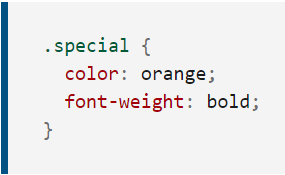 .special {
  color: orange;
  font-weight: bold;
}